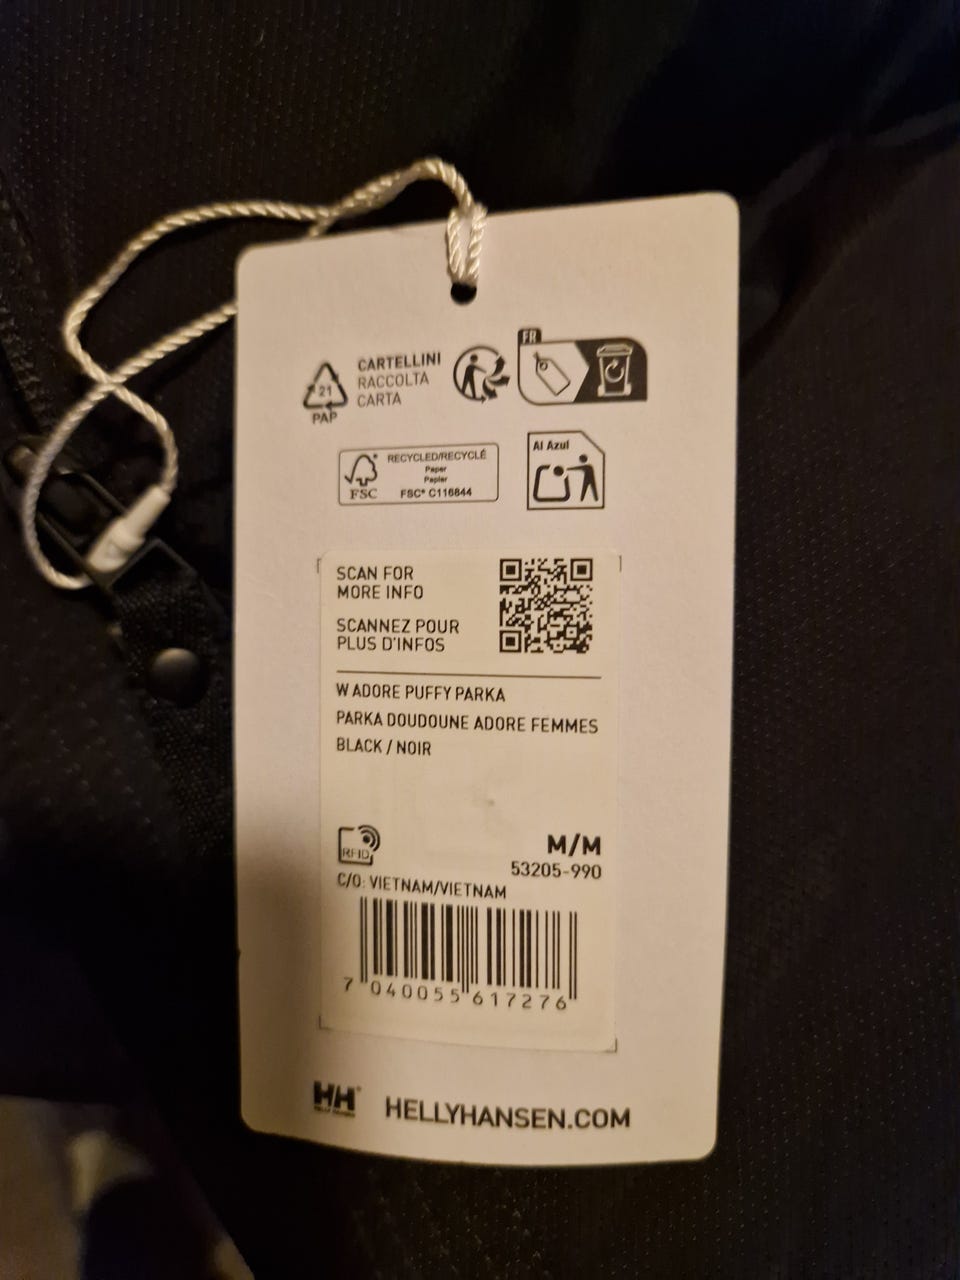 CARTELLINI
RACCOLTA
CARTA
21
PAP
FR
RECYCLED/RECYCLÉ
Paper
Papier
FSC® C116844
FSC
Al Azul
SCAN FOR
MORE INFO
SCANNEZ POUR
PLUS D'INFOS
W ADORE PUFFY PARKA
PARKA DOUDOUNE ADORE FEMMES
BLACK / NOIR
RFID
M/M
53205-990
C/O: VIETNAM/VIETNAM
7 040055 617276
HH
HELLY HANSEN
HELLYHANSEN.COM